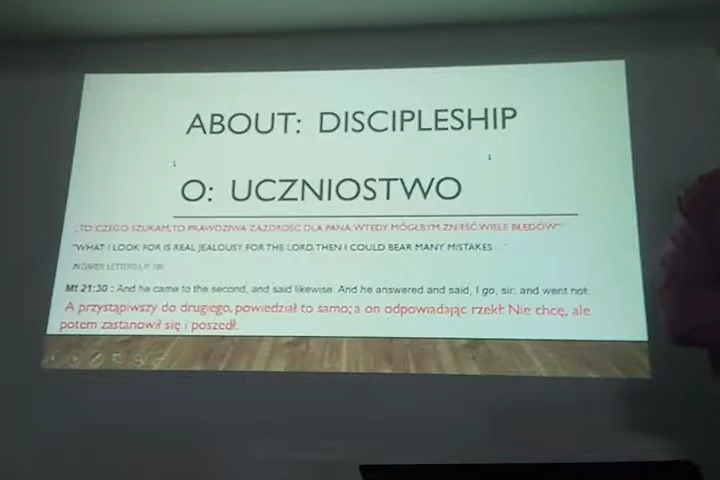 ABOUT: DISCIPLESHIP
1
1
O: UCZNIOSTWO
„TO CZEGO SZUKAM, TO PRAWDZIWA ZAZDROŚĆ DLA PANA. WTEDY MÓGŁBYM ZNIEŚĆ WIELE BŁĘDÓW"
"WHAT I LOOK FOR IS REAL JEALOUSY FOR THE LORD. THEN I COULD BEAR MANY MISTAKES ..."
LETTERS
Mt 21:30 : And he came to the second, and said likewise. And he answered and said, I go, sir: and went not.
A przystąpiwszy do drugiego, powiedział to samo; a on odpowiadając rzekł: Nie chcę, ale
potem zastanowił się i poszedł.